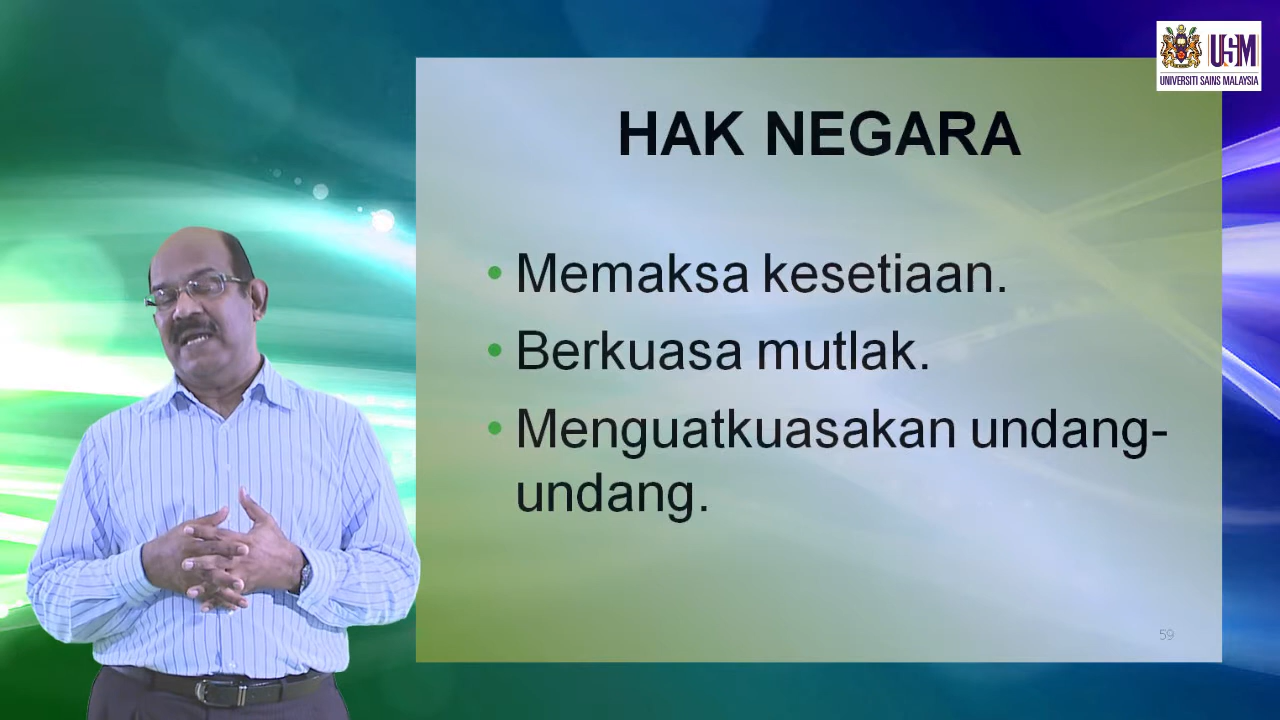 USM
UNIVERSITI SAINS MALAYSIA
HAK NEGARA
• Memaksa kesetiaan.
• Berkuasa mutlak.
• Menguatkuasakan undang-
undang.
59